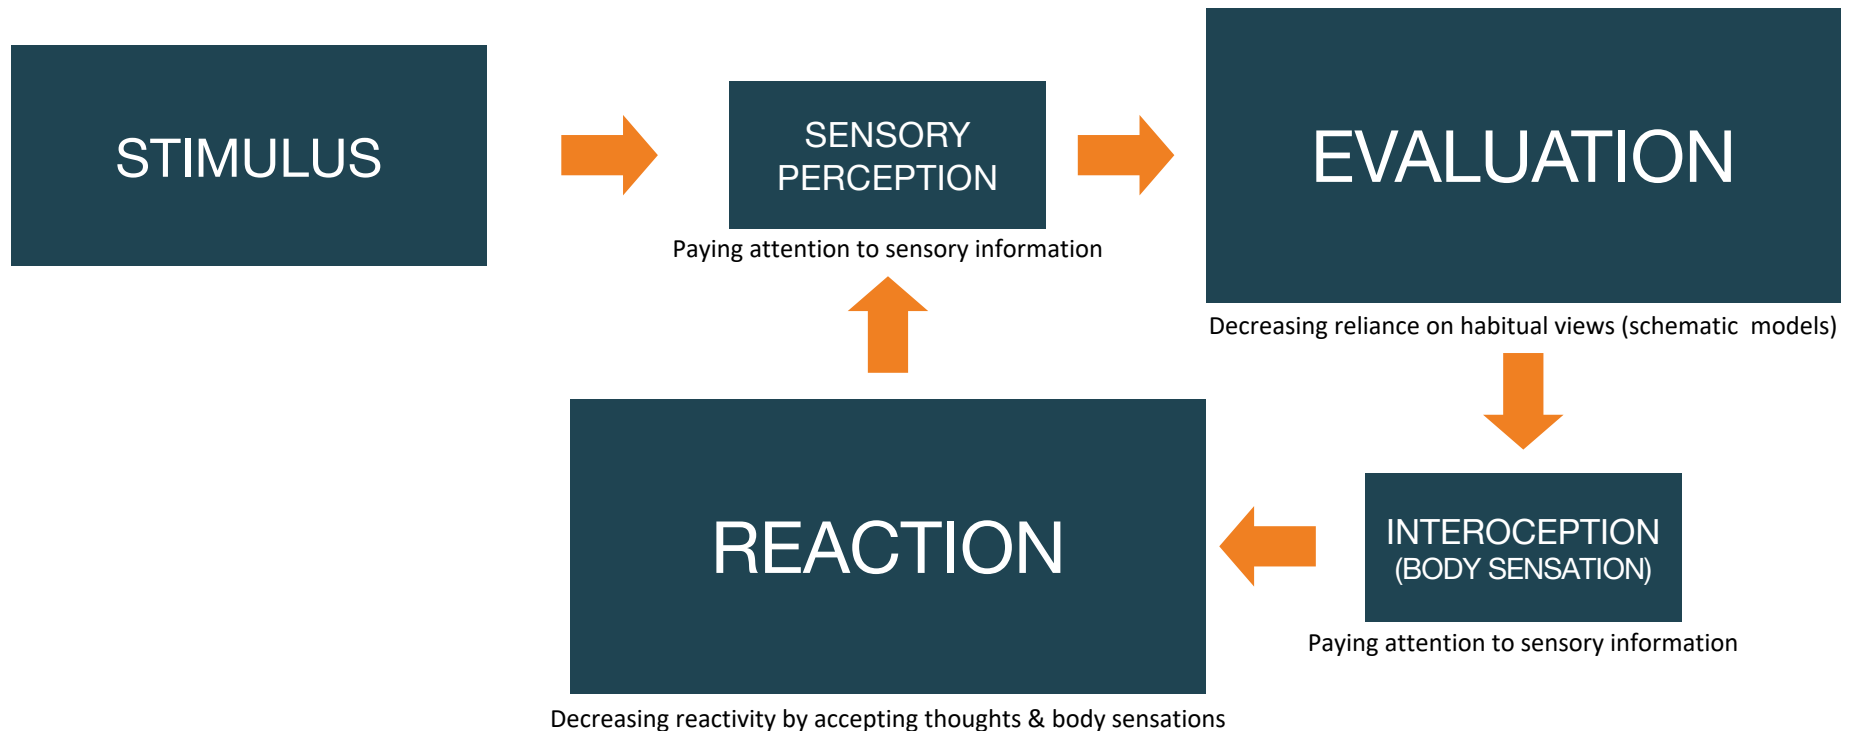 STIMULUS
SENSORY
PERCEPTION
Paying attention to sensory information
EVALUATION
Decreasing reliance on habitual views (schematic  models)
INTEROCEPTION
(BODY SENSATION)
Paying attention to sensory information
REACTION
Decreasing reactivity by accepting thoughts & body sensations